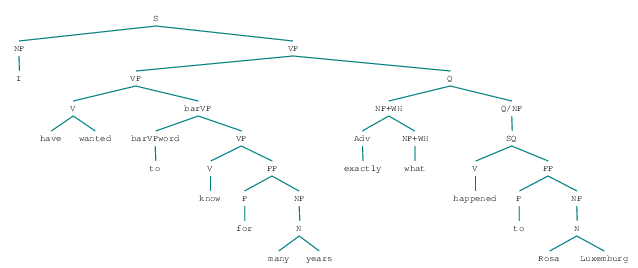 S
NP VP
I VP Q
V barVP NP+WH Q/NP
have wanted barVPword VP Adv NP+WH SQ
to V PP exactly what V PP
know P NP happened P NP
for N to N
many years Rosa Luxemburg